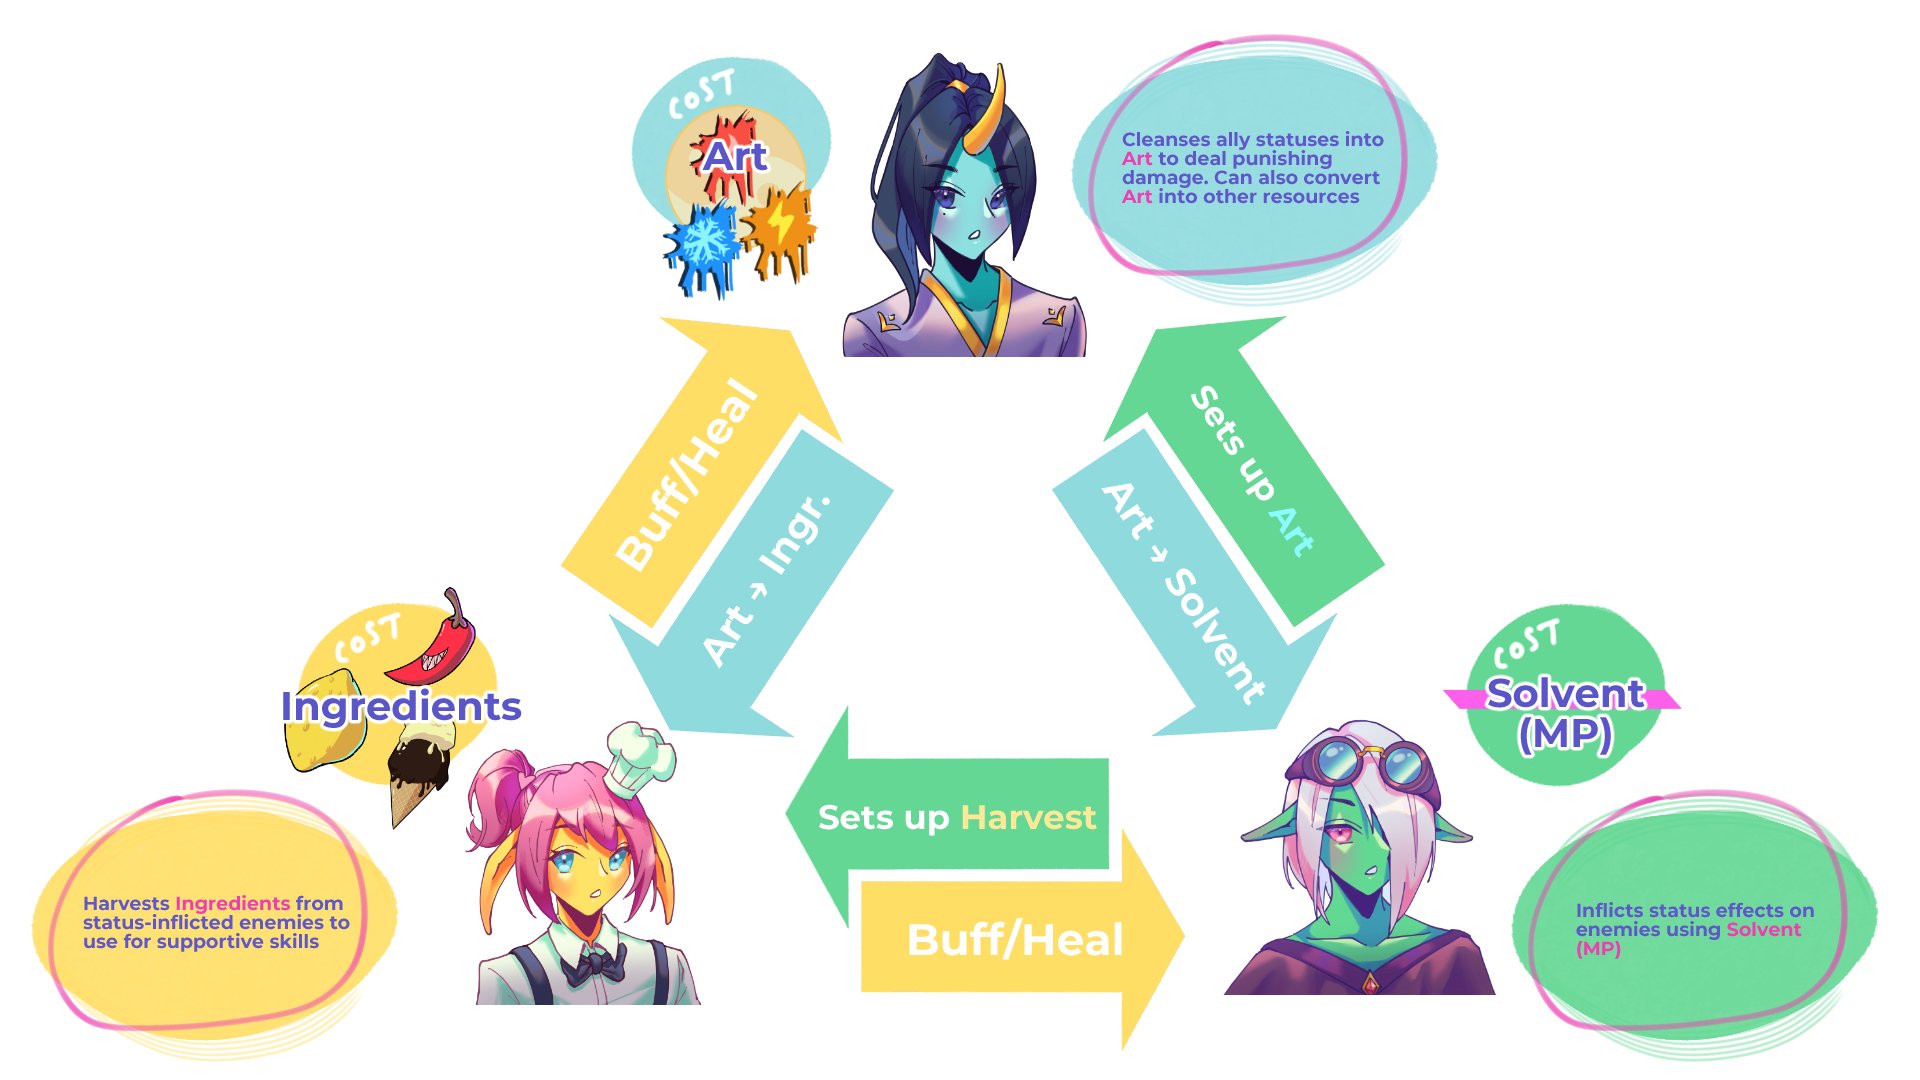 COST
Art
Cleanses ally statuses into
Art to deal punishing
damage. Can also convert
Art into other resources
Buff/Heal
Art → Ingr.
Sets up Art
Art → Solvent
COST
Ingredients
COST
Solvent
(MP)
Sets up Harvest
Buff/Heal
Harvests Ingredients from
status-inflicted enemies to
use for supportive skills
Inflicts status effects on
enemies using Solvent
(MP)